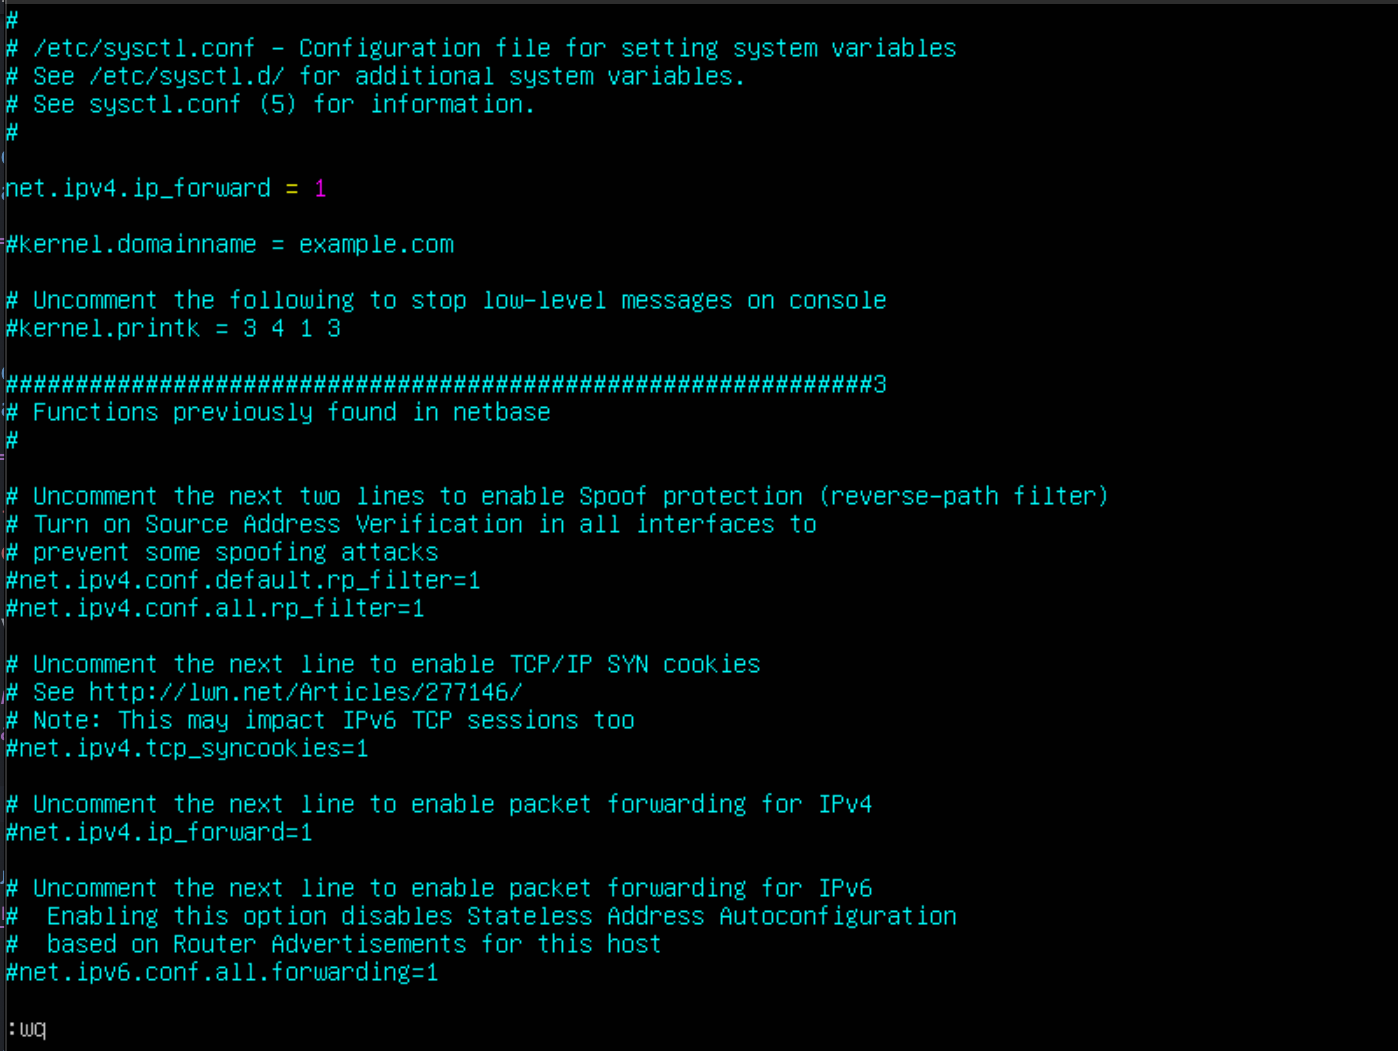 #
# /etc/sysctl.conf - Configuration file for setting system variables
# See /etc/sysctl.d/ for additional system variables.
# See sysctl.conf (5) for information.
#
net.ipv4.ip_forward = 1
#kernel.domainname = example.com
# Uncomment the following to stop low-level messages on console
#kernel.printk = 3 4 1 3
##############################################################3
# Functions previously found in netbase
#
# Uncomment the next two lines to enable Spoof protection (reverse-path filter)
# Turn on Source Address Verification in all interfaces to
# prevent some spoofing attacks
#net.ipv4.conf.default.rp_filter=1
#net.ipv4.conf.all.rp_filter=1
# Uncomment the next line to enable TCP/IP SYN cookies
# See http://lwn.net/Articles/277146/
# Note: This may impact IPv6 TCP sessions too
#net.ipv4.tcp_syncookies=1
# Uncomment the next line to enable packet forwarding for IPv4
#net.ipv4.ip_forward=1
# Uncomment the next line to enable packet forwarding for IPv6
#  Enabling this option disables Stateless Address Autoconfiguration
#  based on Router Advertisements for this host
#net.ipv6.conf.all.forwarding=1
:wq